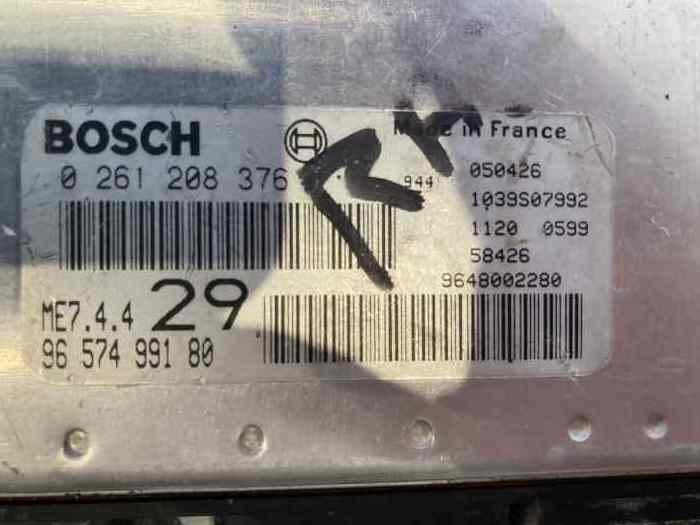 BOSCH
Made in France
0 261 208 376
944
050426
1039S07992
1120 0599
58426
9648002280
ME7.4.4 29
96 574 991 80